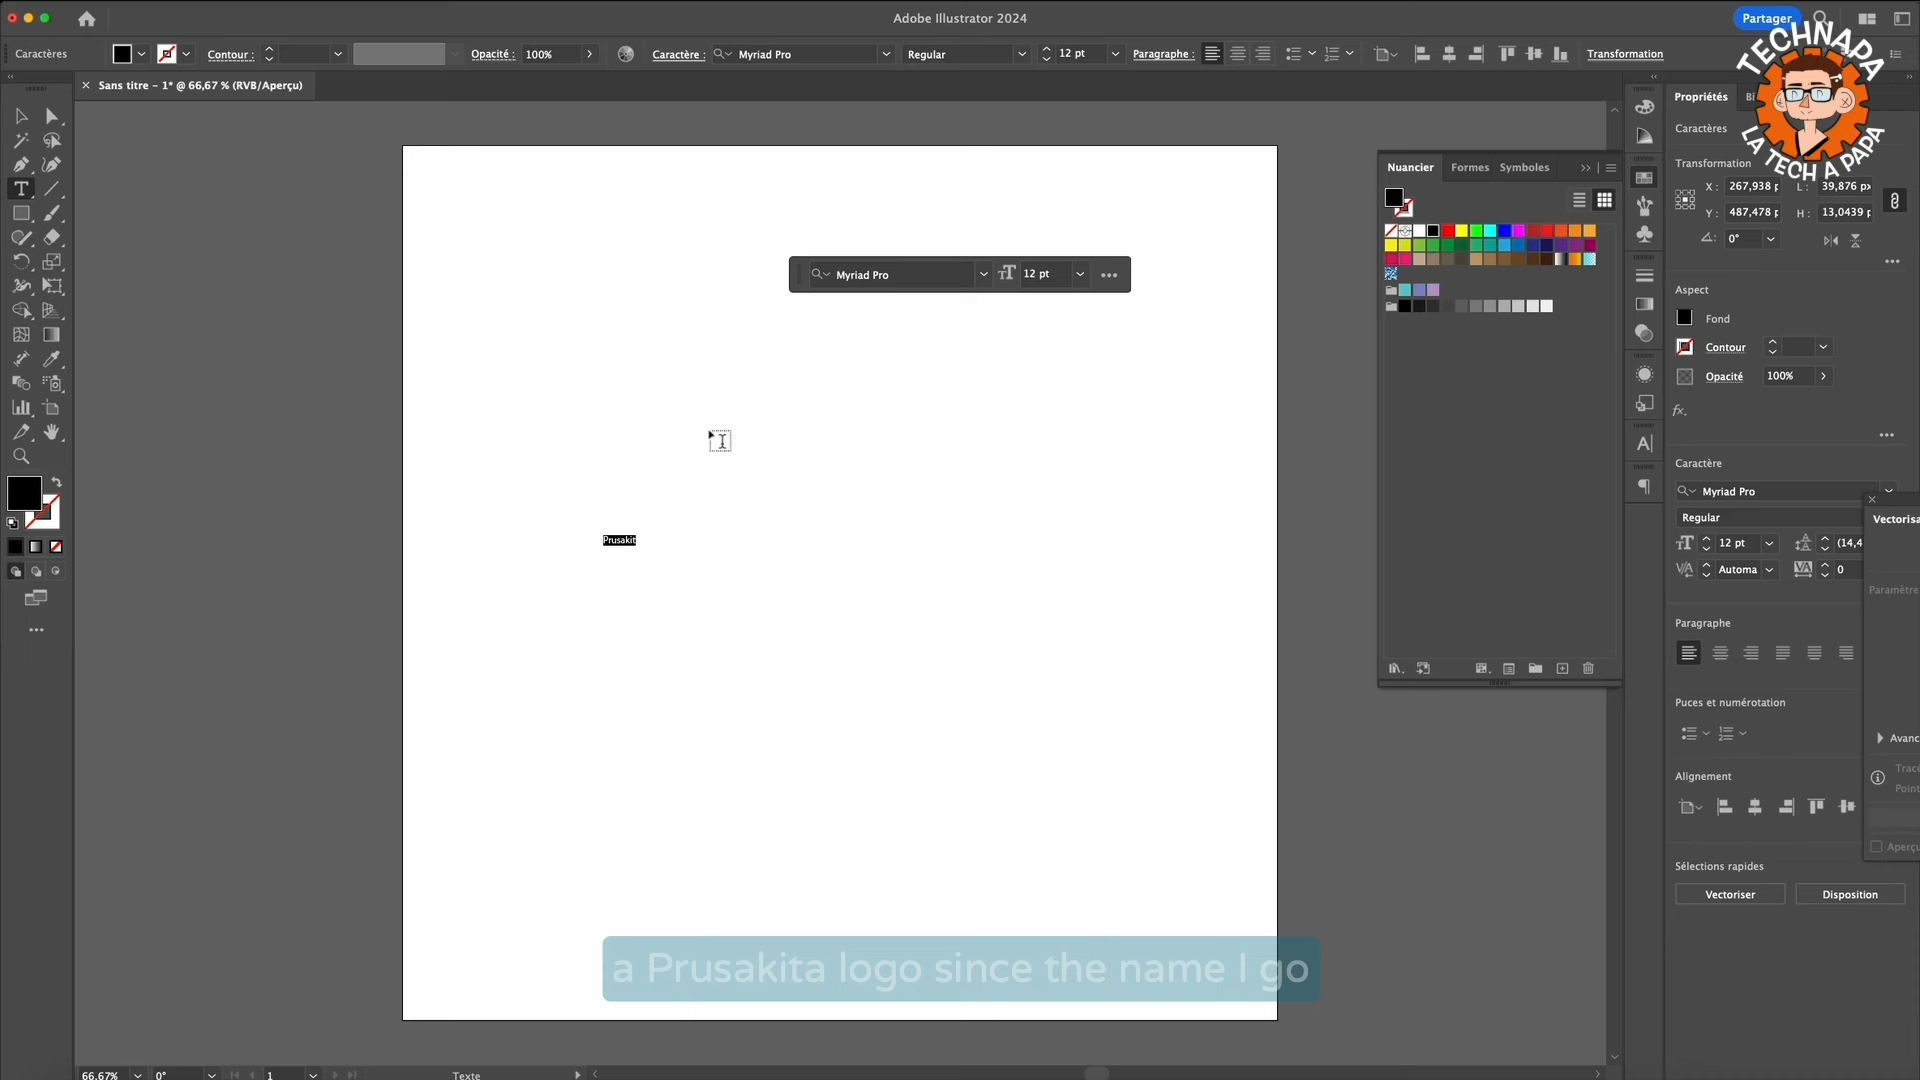 Adobe Illustrator 2024
Partager
Caractères
Contour :
Opacité :
100%
Caractère :
Myriad Pro
Regular
12 pt
Paragraphe :
Transformation
TECHNAPA
LA TECH A PAPA
Sans titre – 1* @ 66,67 % (RVB/Aperçu)
Propriétés
Caractères
Transformation
X :
267,938
L :
39,876 px
Y :
487,478
H :
13,0439
0°
Nuancier
Formes
Symboles
Myriad Pro
12 pt
Aspect
Fond
Contour
Opacité
100%
fx.
Caractère
Myriad Pro
Regular
12 pt
(14,4
Automa
0
Vectorisa
Paramètre
Prusakit
Paragraphe
Puces et numérotation
Avanc
Alignement
Tracé
Point
Aperçu
Sélections rapides
Vectoriser
Disposition
a Prusakita logo since the name I go
66,67%
0°
1
Texte